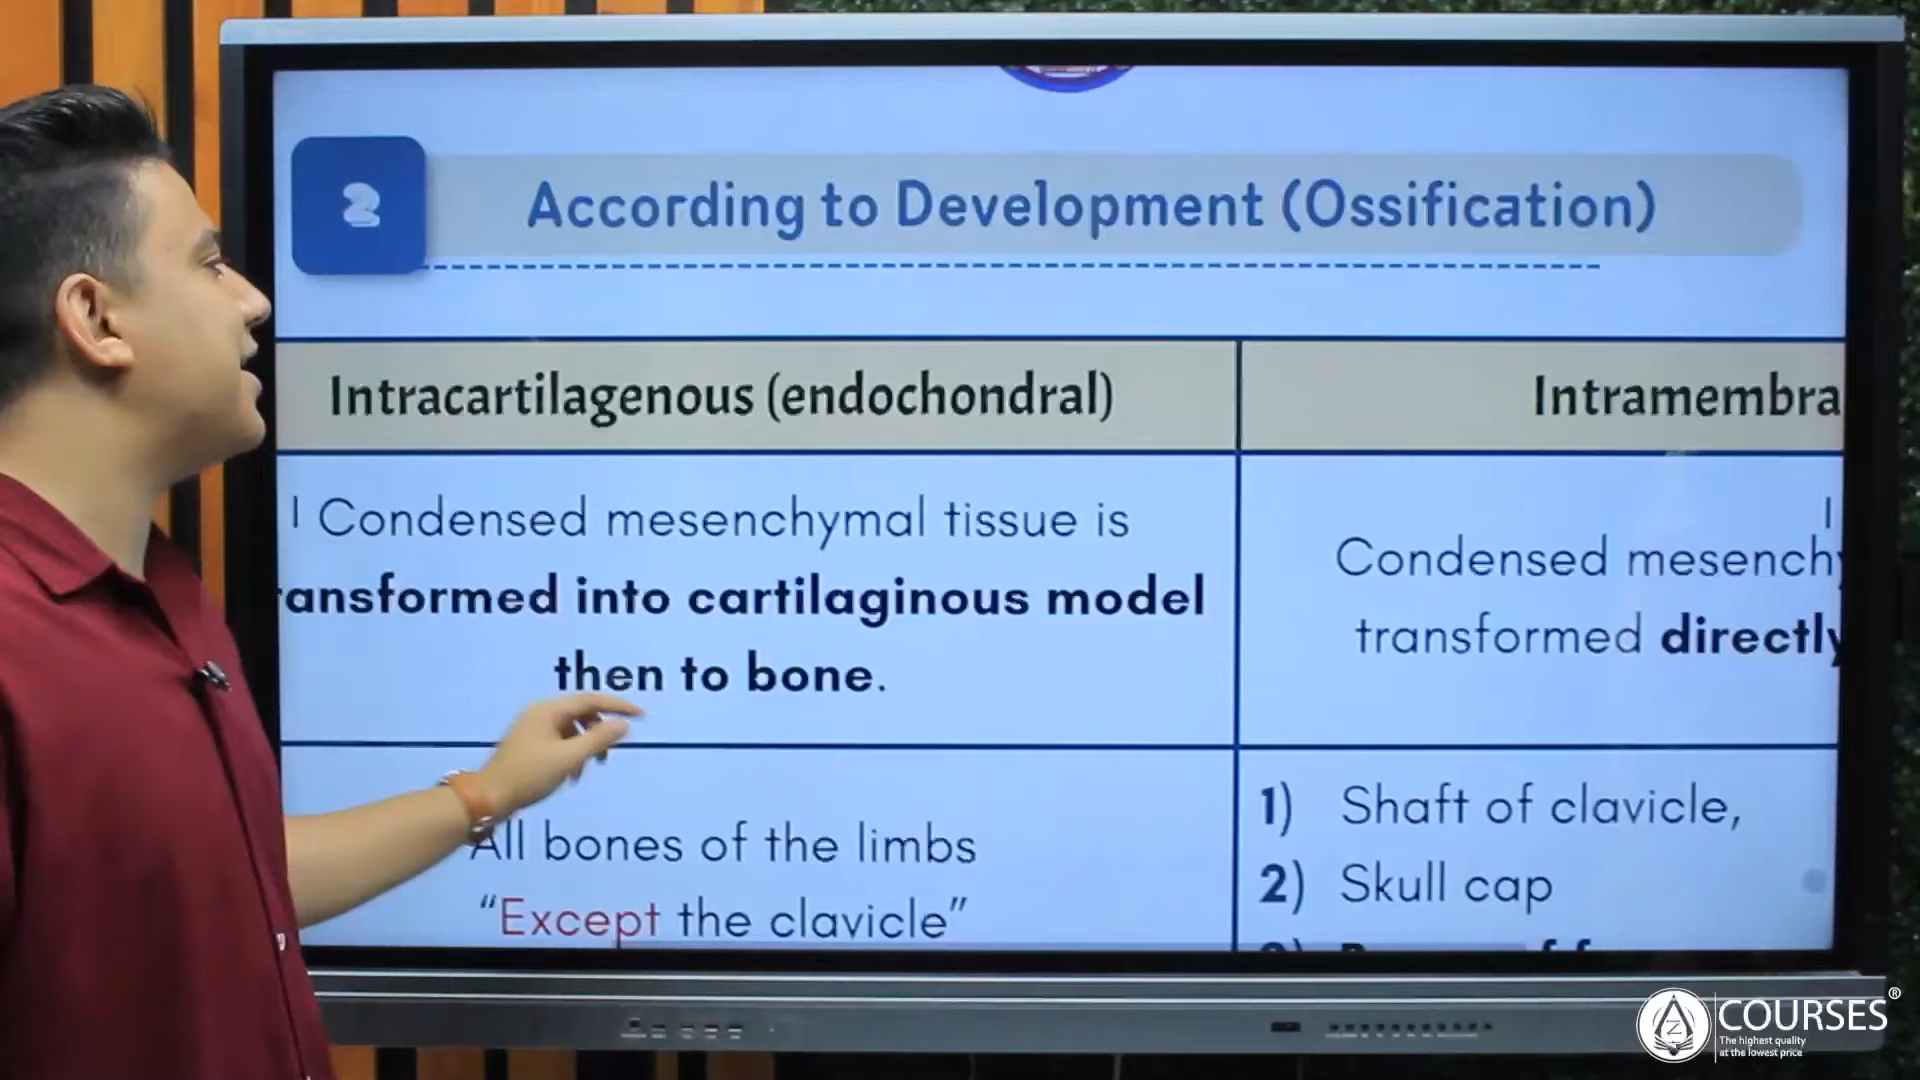 2
According to Development (Ossification)
Intracartilagenous (endochondral)
Intramembra
Condensed mesenchymal tissue is
ansformed into cartilaginous model
then to bone.
Condensed mesench
transformed directly
All bones of the limbs
“Except the clavicle”
1) Shaft of clavicle,
2) Skull cap
COURSES®
The highest quality
at the lowest price